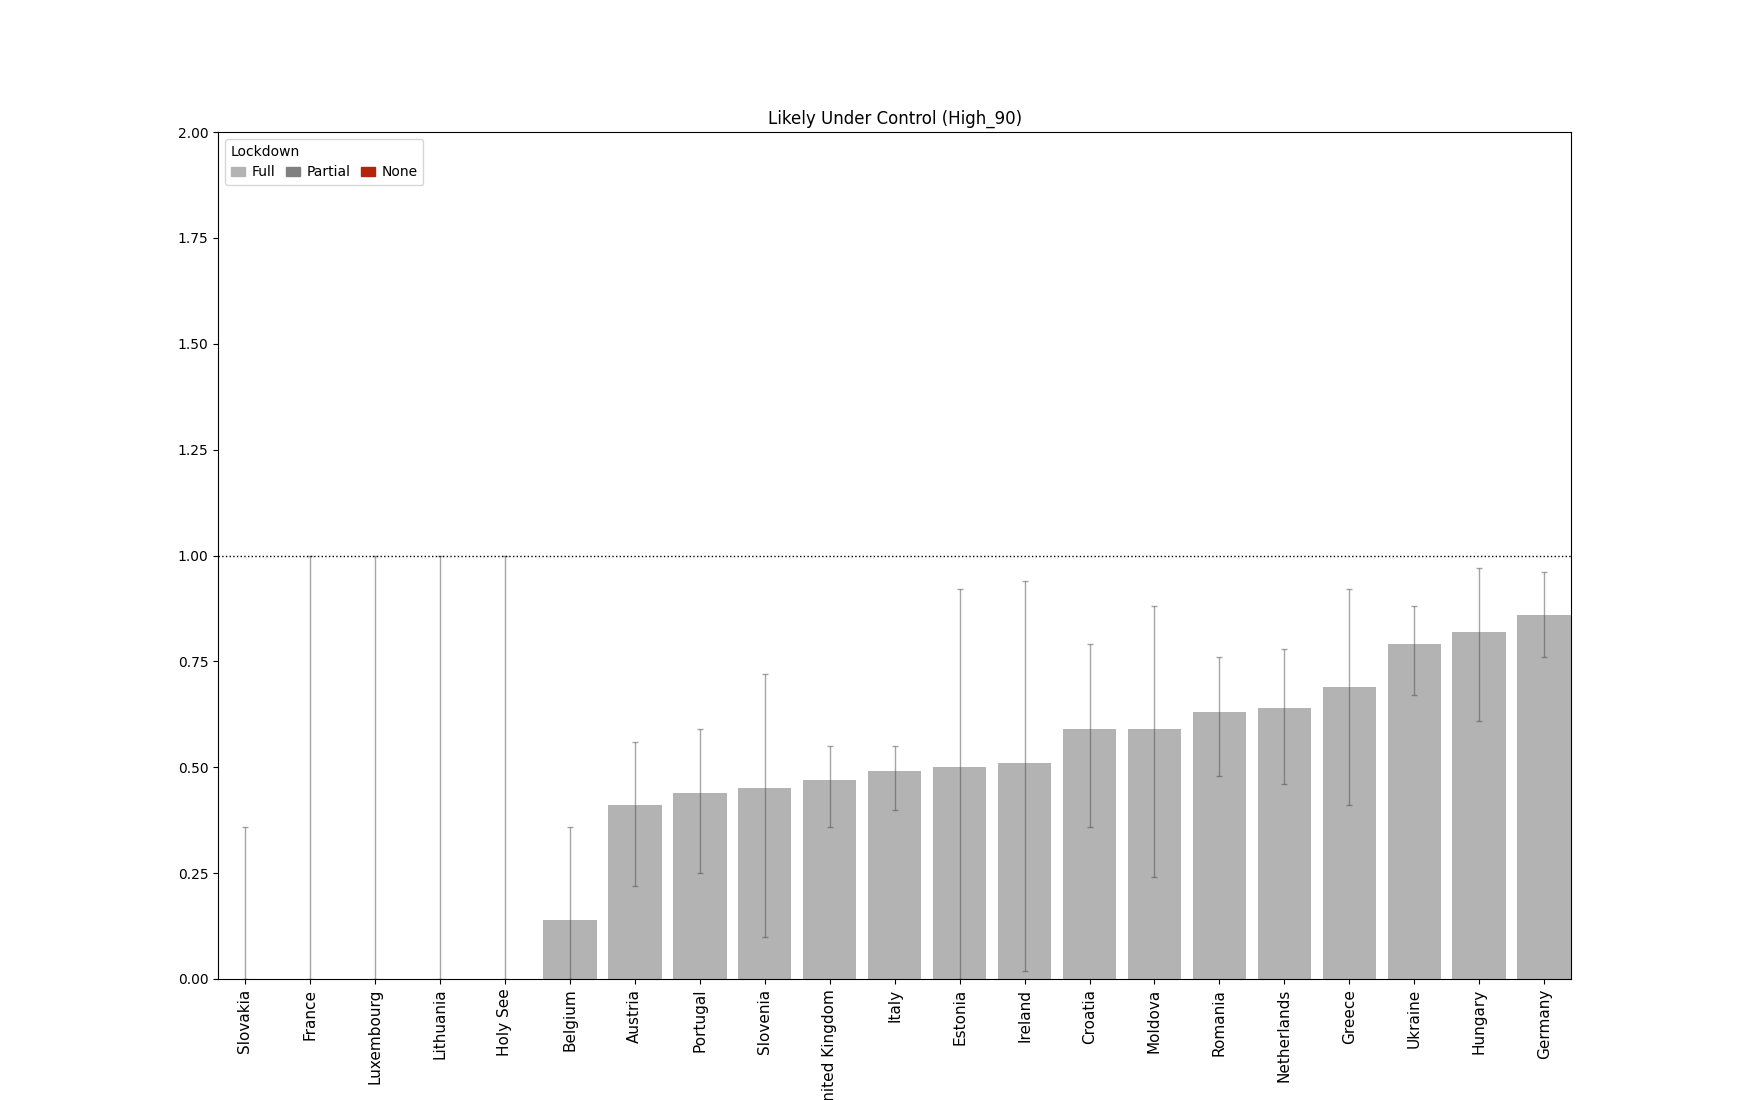 Likely Under Control (High_90)
2.00
Lockdown
Full Partial None
1.75
1.50
1.25
1.00
0.75
0.50
0.25
0.00
Slovakia
France
Luxembourg
Lithuania
Holy See
Belgium
Austria
Portugal
Slovenia
nited Kingdom
Italy
Estonia
Ireland
Croatia
Moldova
Romania
Netherlands
Greece
Ukraine
Hungary
Germany